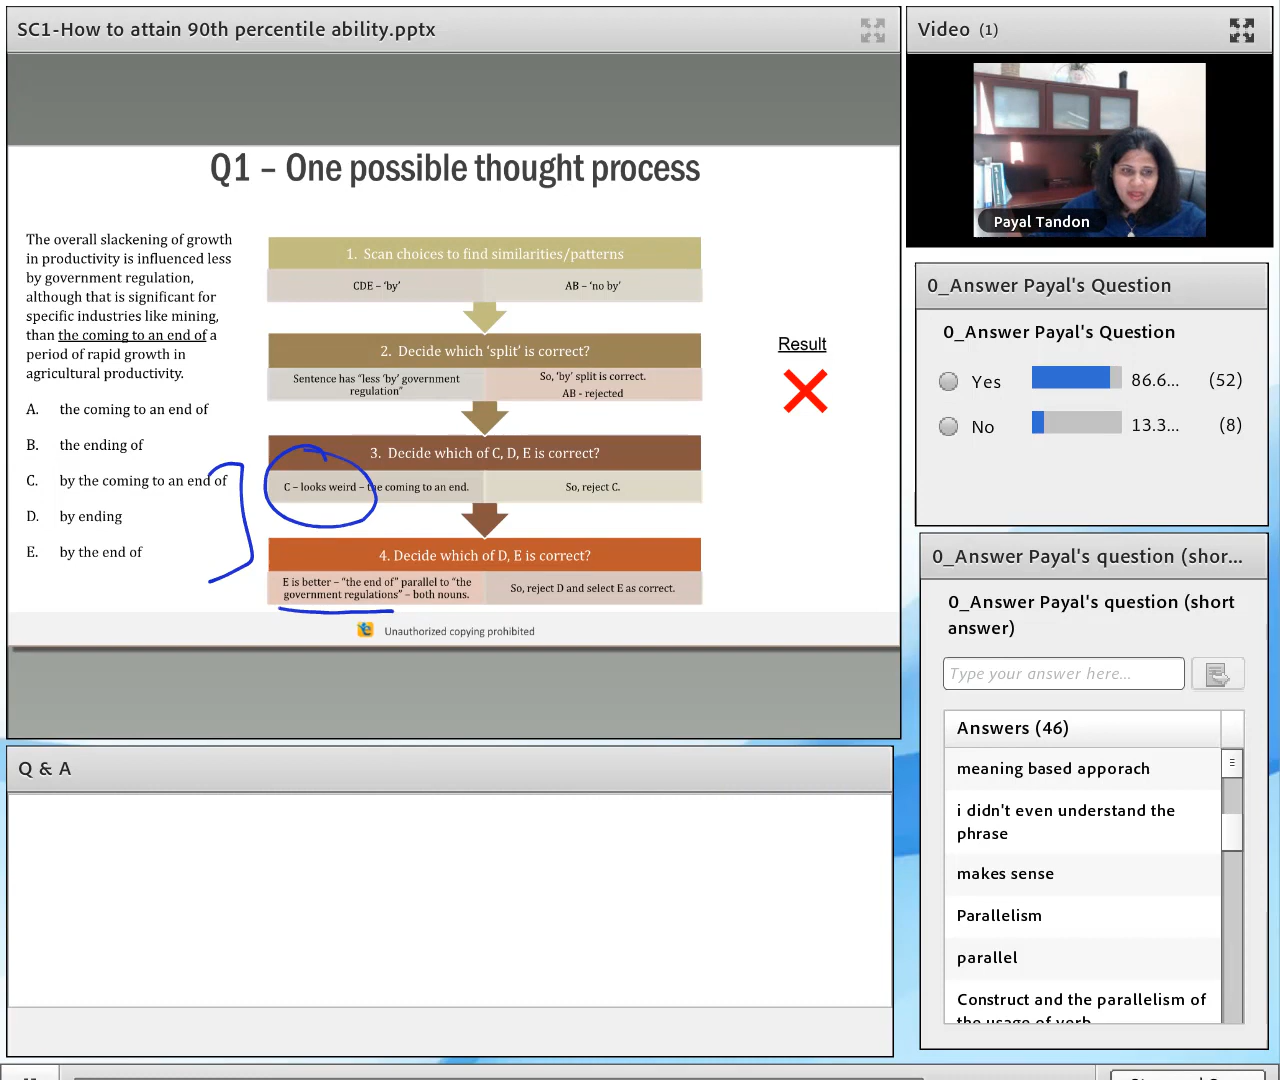 SC1-How to attain 90th percentile ability.pptx
Q1 – One possible thought process
The overall slackening of growth
in productivity is influenced less
by government regulation,
although that is significant for
specific industries like mining,
than the coming to an end of a
period of rapid growth in
agricultural productivity.
A. the coming to an end of
B. the ending of
C. by the coming to an end of
D. by ending
E. by the end of
1. Scan choices to find similarities/patterns
CDE – ‘by’
AB – ‘no by’
2. Decide which ‘split’ is correct?
Sentence has “less ‘by’ government
regulation”
So, ‘by’ split is correct.
AB - rejected
3. Decide which of C, D, E is correct?
C – looks weird – the coming to an end.
So, reject C.
4. Decide which of D, E is correct?
E is better – “the end of” parallel to “the
government regulations” – both nouns.
So, reject D and select E as correct.
Result
Unauthorized copying prohibited
Q & A
Video (1)
Payal Tandon
0_Answer Payal's Question
0_Answer Payal's Question
Yes 86.6... (52)
No 13.3... (8)
0_Answer Payal's question (shor...
0_Answer Payal's question (short
answer)
Type your answer here...
Answers (46)
meaning based apporach
i didn't even understand the
phrase
makes sense
Parallelism
parallel
Construct and the parallelism of
the usage of verb